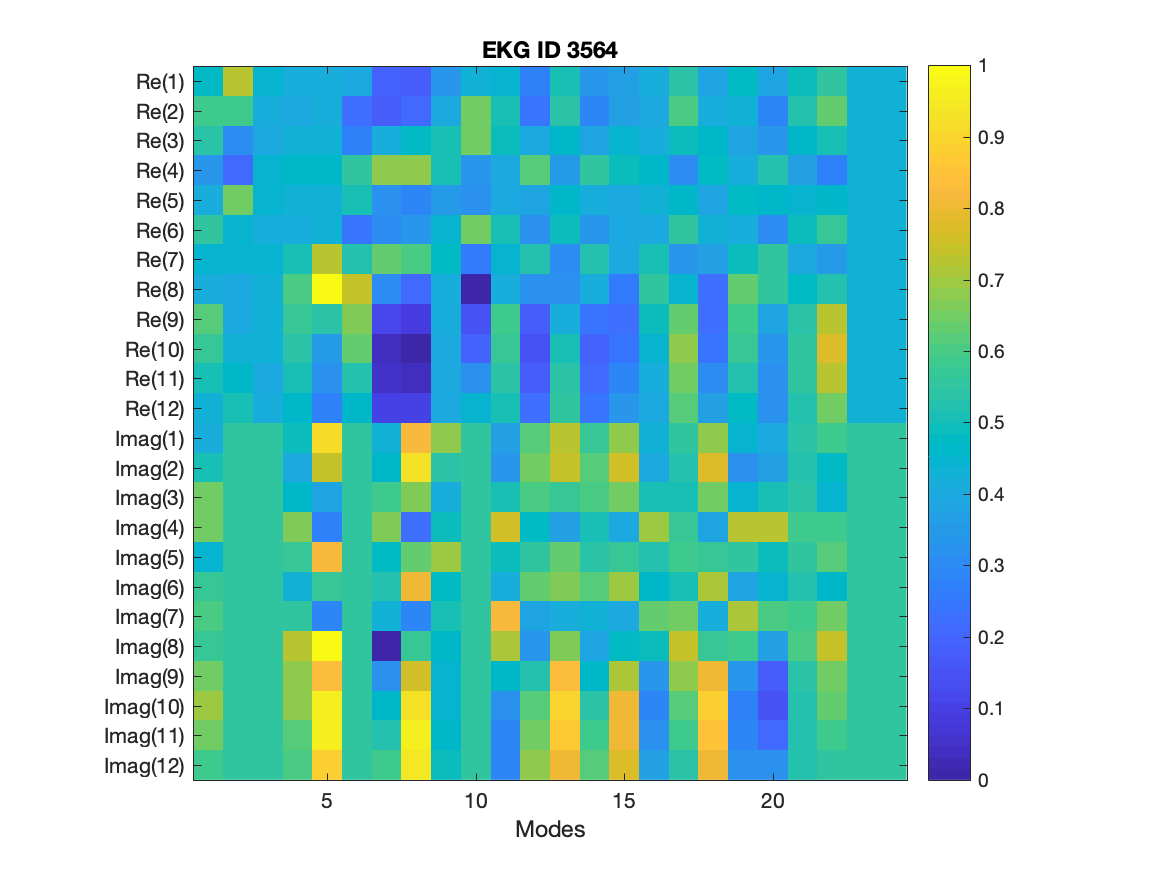 EKG ID 3564
Re(1)
Re(2)
Re(3)
Re(4)
Re(5)
Re(6)
Re(7)
Re(8)
Re(9)
Re(10)
Re(11)
Re(12)
Imag(1)
Imag(2)
Imag(3)
Imag(4)
Imag(5)
Imag(6)
Imag(7)
Imag(8)
Imag(9)
Imag(10)
Imag(11)
Imag(12)
5 10 15 20
Modes
1
0.9
0.8
0.7
0.6
0.5
0.4
0.3
0.2
0.1
0